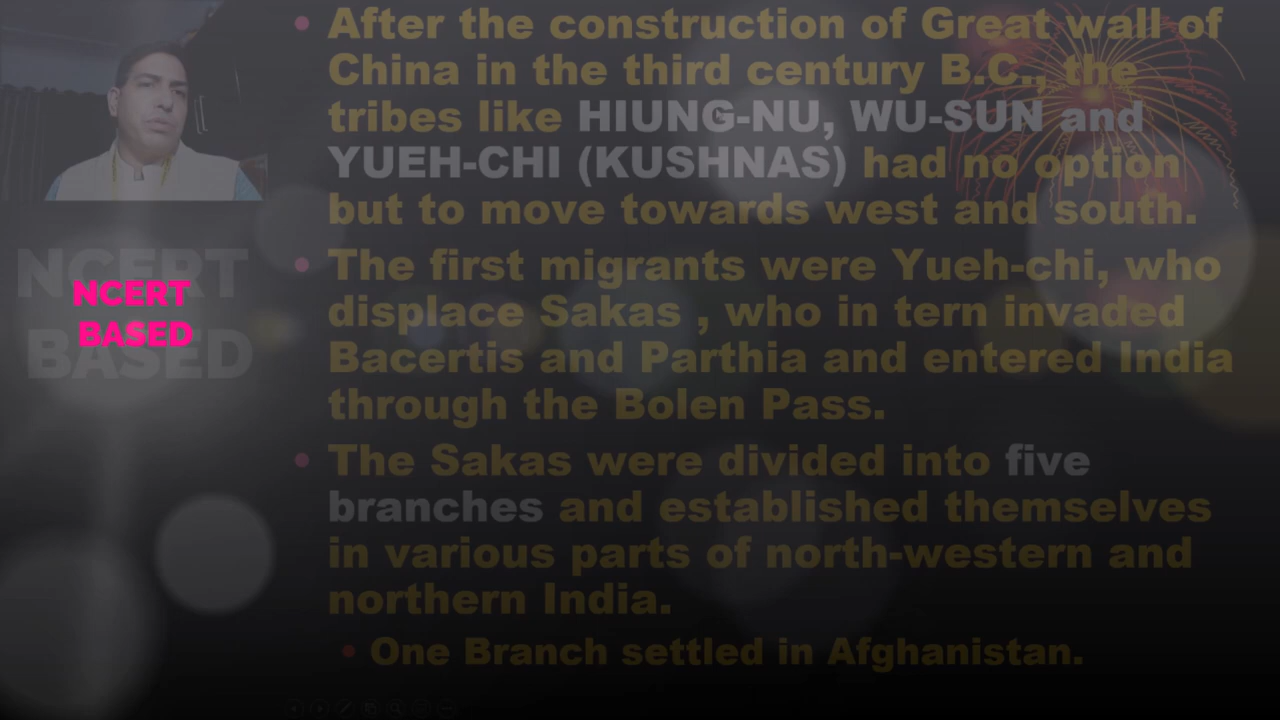 After the construction of Great wall of
China in the third century B.C., the
tribes like HIUNG-NU, WU-SUN and
YUEH-CHI (KUSHNAS) had no option
but to move towards west and south.
The first migrants were Yueh-chi, who
displace Sakas , who in tern invaded
Bacertis and Parthia and entered India
through the Bolen Pass.
The Sakas were divided into five
branches and established themselves
in various parts of north-western and
northern India.
One Branch settled in Afghanistan.
NCERT
BASED
NCERT
BASED